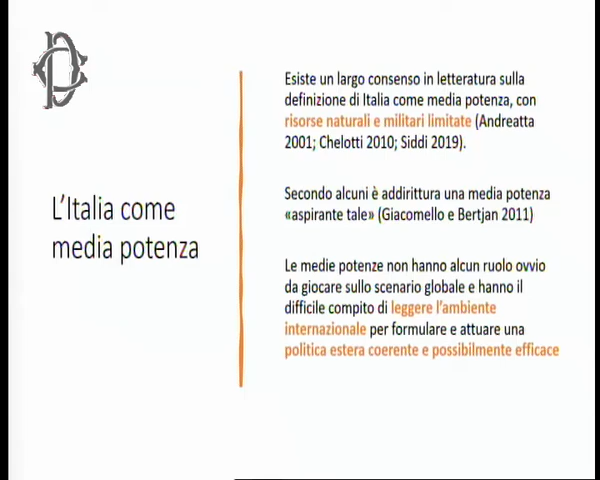 L'Italia come
media potenza
Esiste un largo consenso in letteratura sulla
definizione di Italia come media potenza, con
risorse naturali e militari limitate (Andreatta
2001; Chelotti 2010; Siddi 2019).
Secondo alcuni è addirittura una media potenza
«aspirante tale» (Giacomello e Bertjan 2011)
Le medie potenze non hanno alcun ruolo ovvio
da giocare sullo scenario globale e hanno il
difficile compito di leggere l'ambiente
internazionale per formulare e attuare una
politica estera coerente e possibilmente efficace